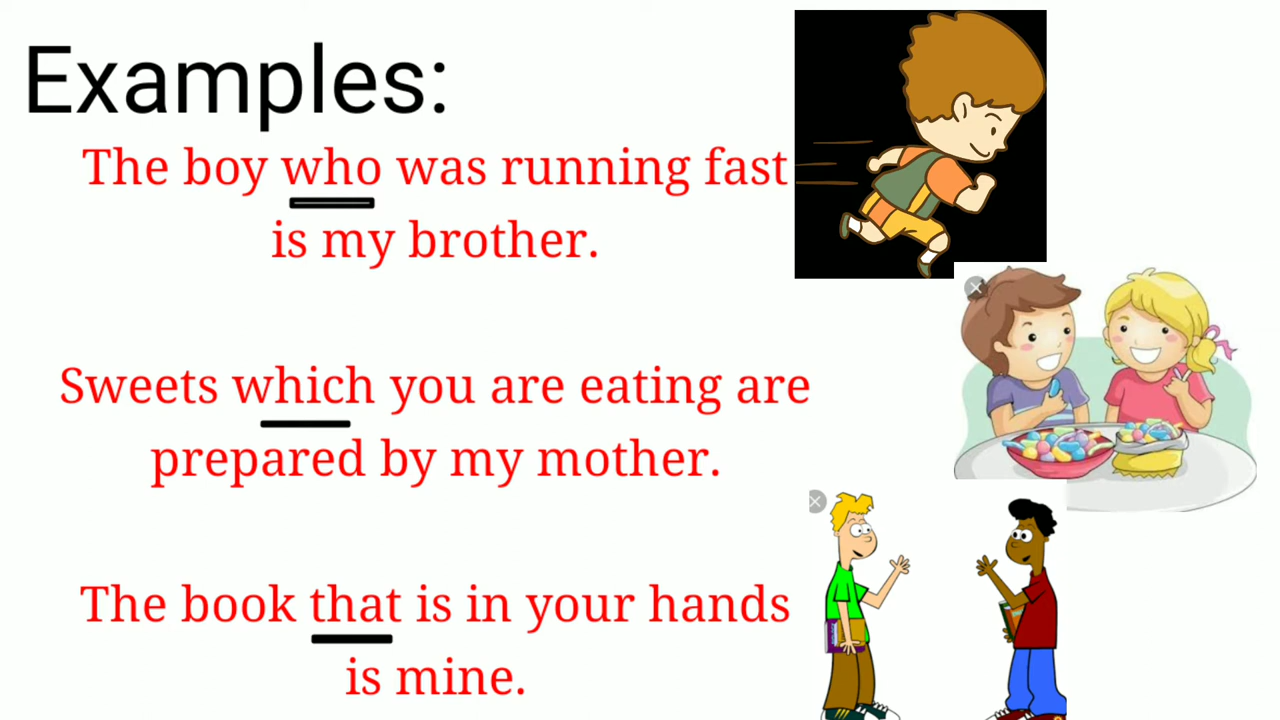 Examples:
The boy who was running fast
is my brother.
Sweets which you are eating are
prepared by my mother.
The book that is in your hands
is mine.